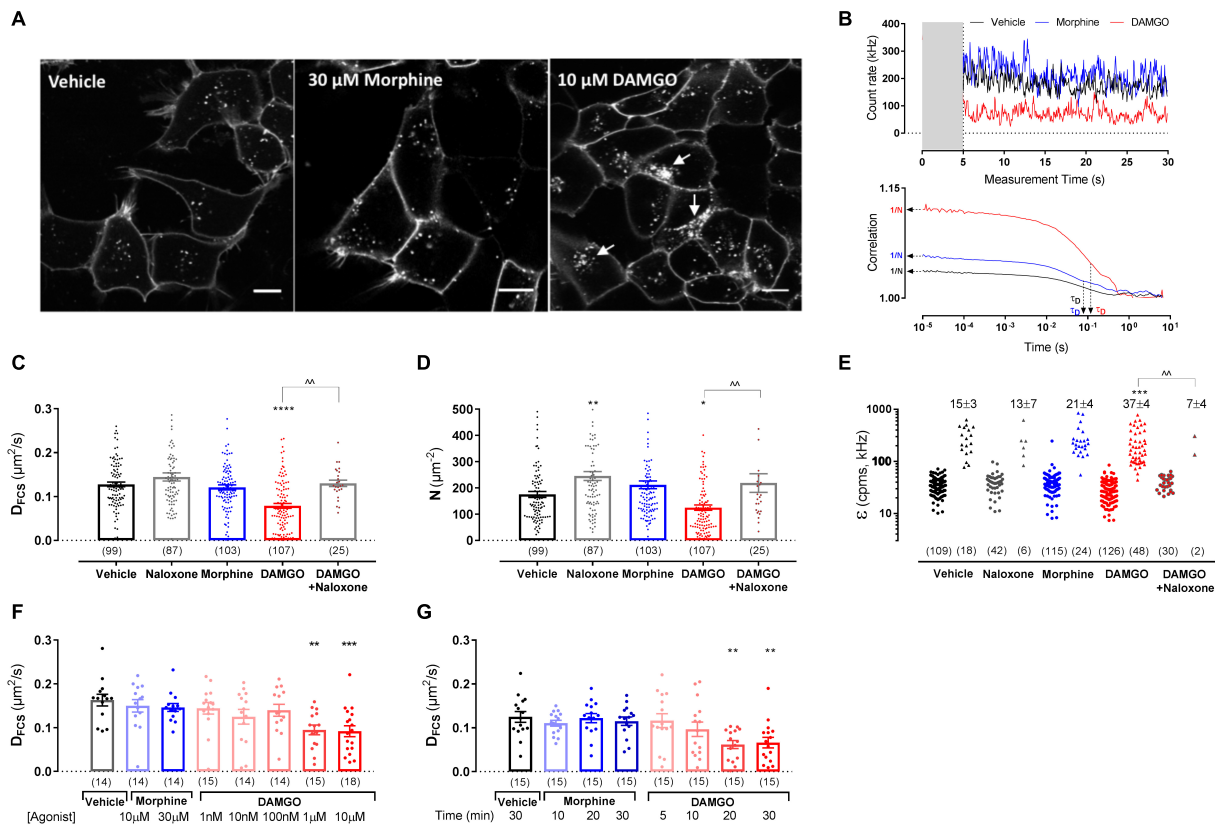 A
Vehicle
30 µM Morphine
10 µM DAMGO
B
Vehicle Morphine DAMGO
Count rate (kHz)
400
300
200
100
0
0 5 10 15 20 25 30
Measurement Time (s)
Correlation
1.15
1.00
1/N
1/N
1/N
τD
τD τD
10-5 10-4 10-3 10-2 10-1 100 101
Time (s)
C
DFCS (µm2/s)
0.3
0.2
0.1
0.0
****
^^
(99) (87) (103) (107) (25)
Vehicle Naloxone Morphine DAMGO DAMGO
+Naloxone
D
N (µm-2)
500
400
300
200
100
0
**
*
^^
(99) (87) (103) (107) (25)
Vehicle Naloxone Morphine DAMGO DAMGO
+Naloxone
E
ε (cpms, kHz)
1000
100
10
^^
***
15±3 13±7 21±4 37±4 7±4
(109) (18) (42) (6) (115) (24) (126) (48) (30) (2)
Vehicle Naloxone Morphine DAMGO DAMGO
+Naloxone
F
DFCS (µm2/s)
0.3
0.2
0.1
0.0
** ***
(14) (14) (14) (15) (14) (14) (15) (18)
Vehicle Morphine DAMGO
[Agonist] 10µM 30µM 1nM 10nM 100nM 1µM 10µM
G
DFCS (µm2/s)
0.3
0.2
0.1
0.0
** **
(15) (15) (15) (15) (15) (15) (15) (15)
Vehicle Morphine DAMGO
Time (min) 30 10 20 30 5 10 20 30